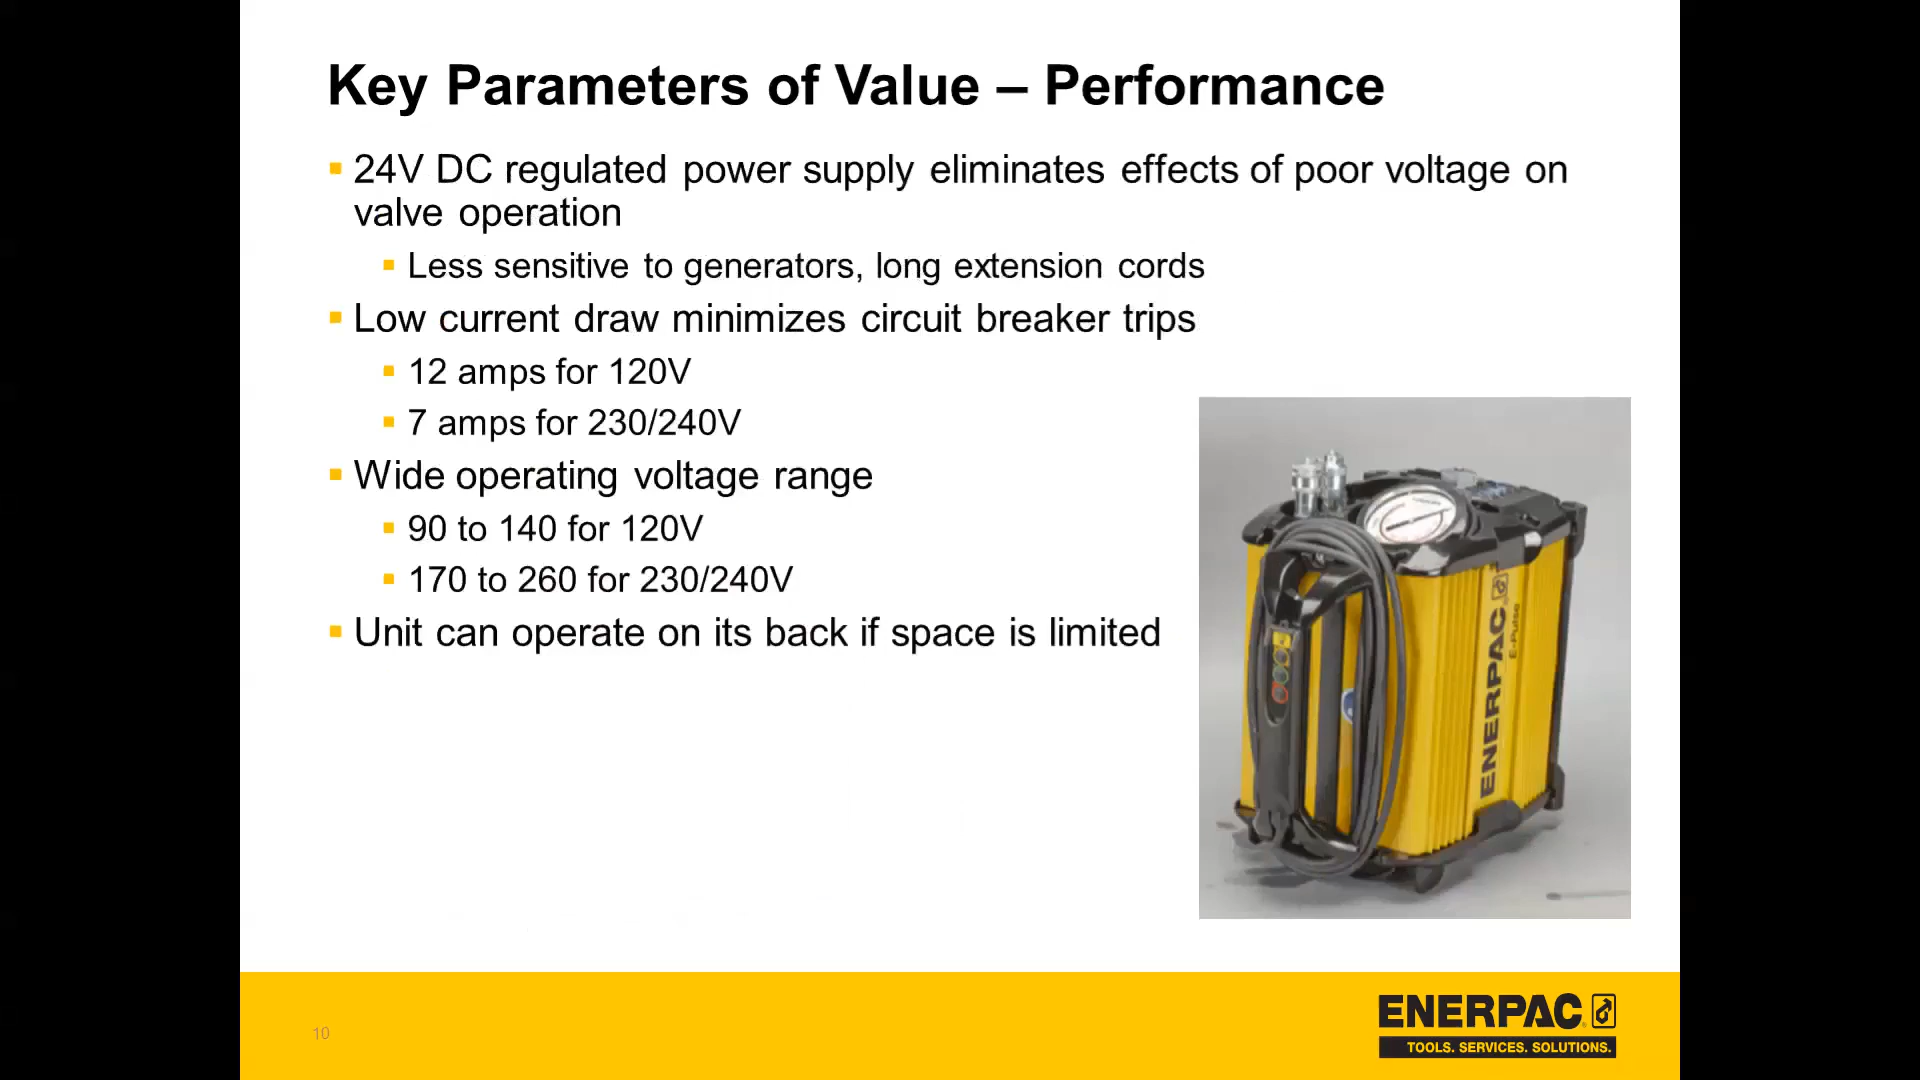 Key Parameters of Value – Performance
24V DC regulated power supply eliminates effects of poor voltage on
valve operation
Less sensitive to generators, long extension cords
Low current draw minimizes circuit breaker trips
12 amps for 120V
7 amps for 230/240V
Wide operating voltage range
90 to 140 for 120V
170 to 260 for 230/240V
Unit can operate on its back if space is limited
ENERPAC
E-Pulse
10
ENERPAC
TOOLS. SERVICES. SOLUTIONS.